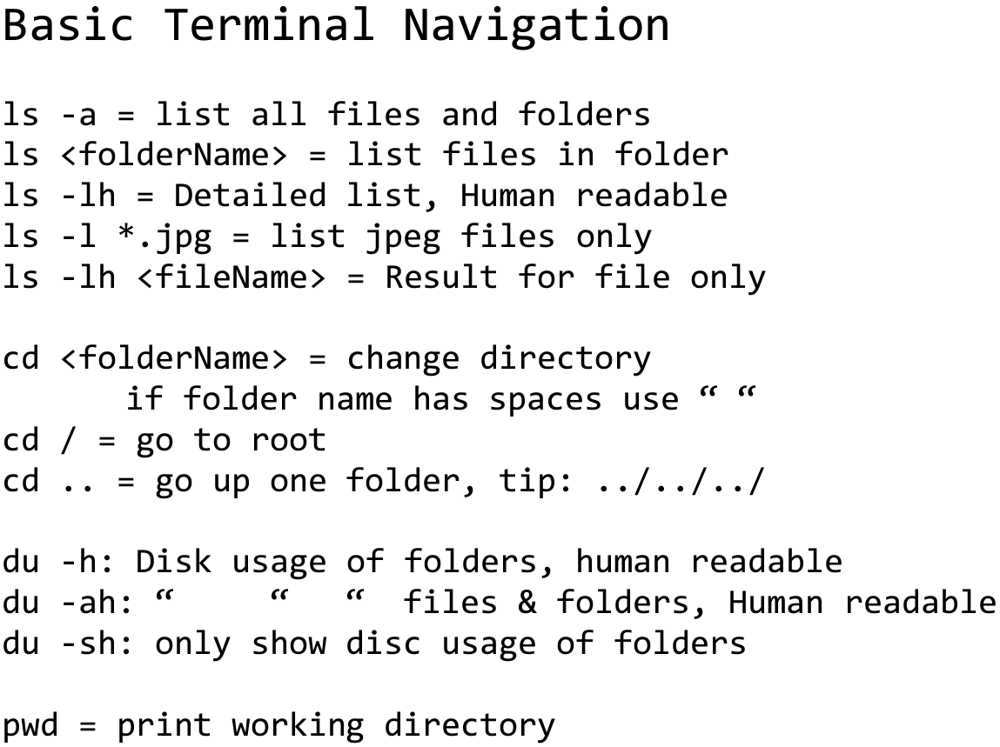 Basic Terminal Navigation
ls -a = list all files and folders
ls <folderName> = list files in folder
ls -lh = Detailed list, Human readable
ls -l *.jpg = list jpeg files only
ls -lh <fileName> = Result for file only
cd <folderName> = change directory
if folder name has spaces use “ “
cd / = go to root
cd .. = go up one folder, tip: ../../../
du -h: Disk usage of folders, human readable
du -ah: “ “ “ files & folders, Human readable
du -sh: only show disc usage of folders
pwd = print working directory